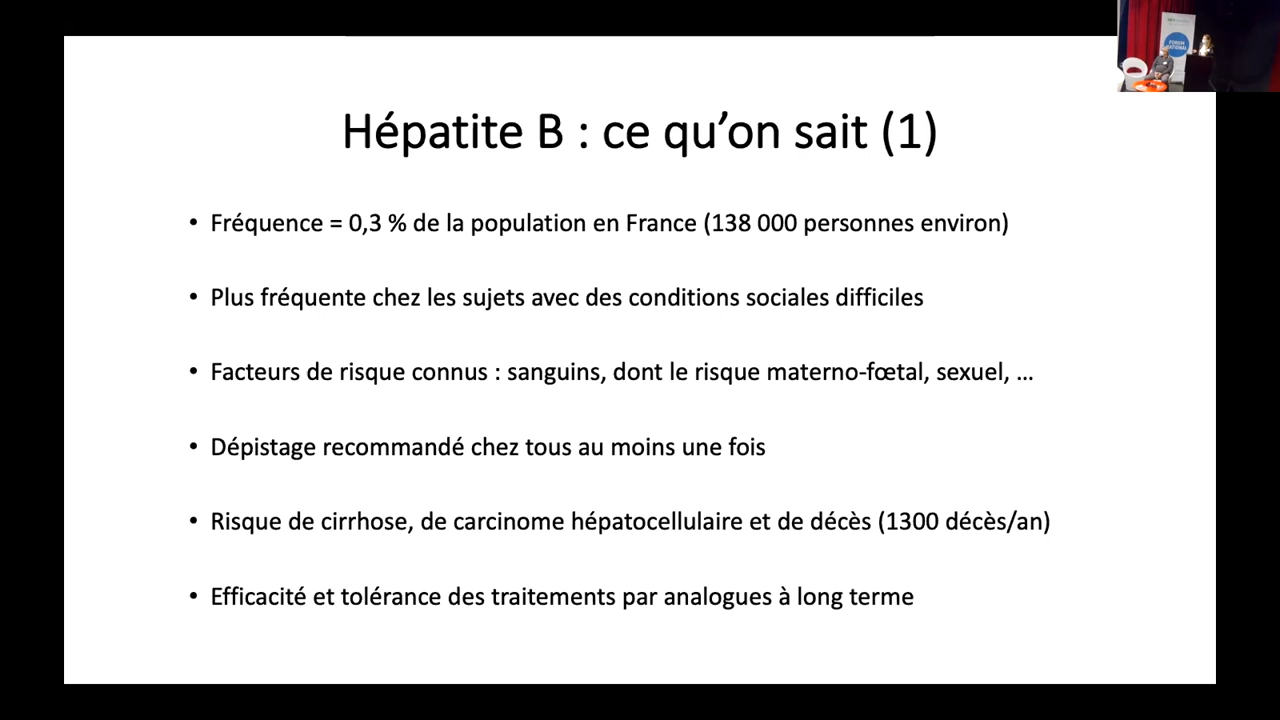 Hépatite B : ce qu’on sait (1)
• Fréquence = 0,3 % de la population en France (138 000 personnes environ)
• Plus fréquente chez les sujets avec des conditions sociales difficiles
• Facteurs de risque connus : sanguins, dont le risque materno-fœtal, sexuel, …
• Dépistage recommandé chez tous au moins une fois
• Risque de cirrhose, de carcinome hépatocellulaire et de décès (1300 décès/an)
• Efficacité et tolérance des traitements par analogues à long terme
FORUM
NATIONAL